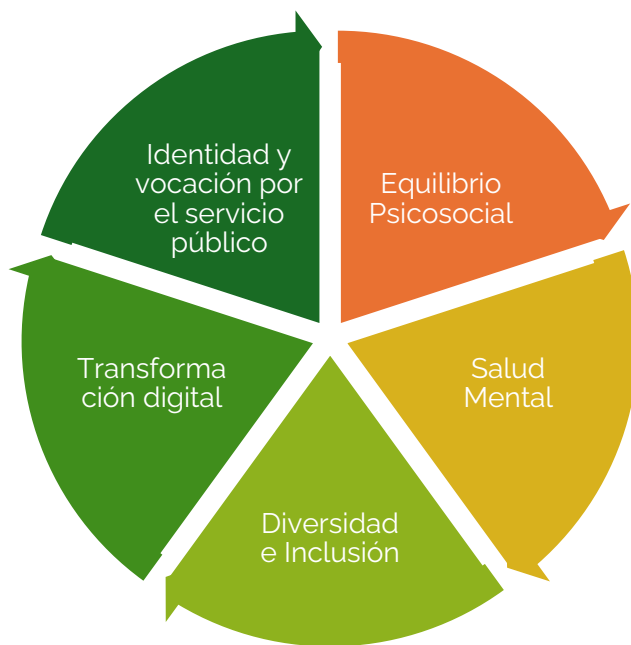 Identidad y
vocación por
el servicio
público
Equilibrio
Psicosocial
Salud
Mental
Diversidad
e Inclusión
Transforma
ción digital